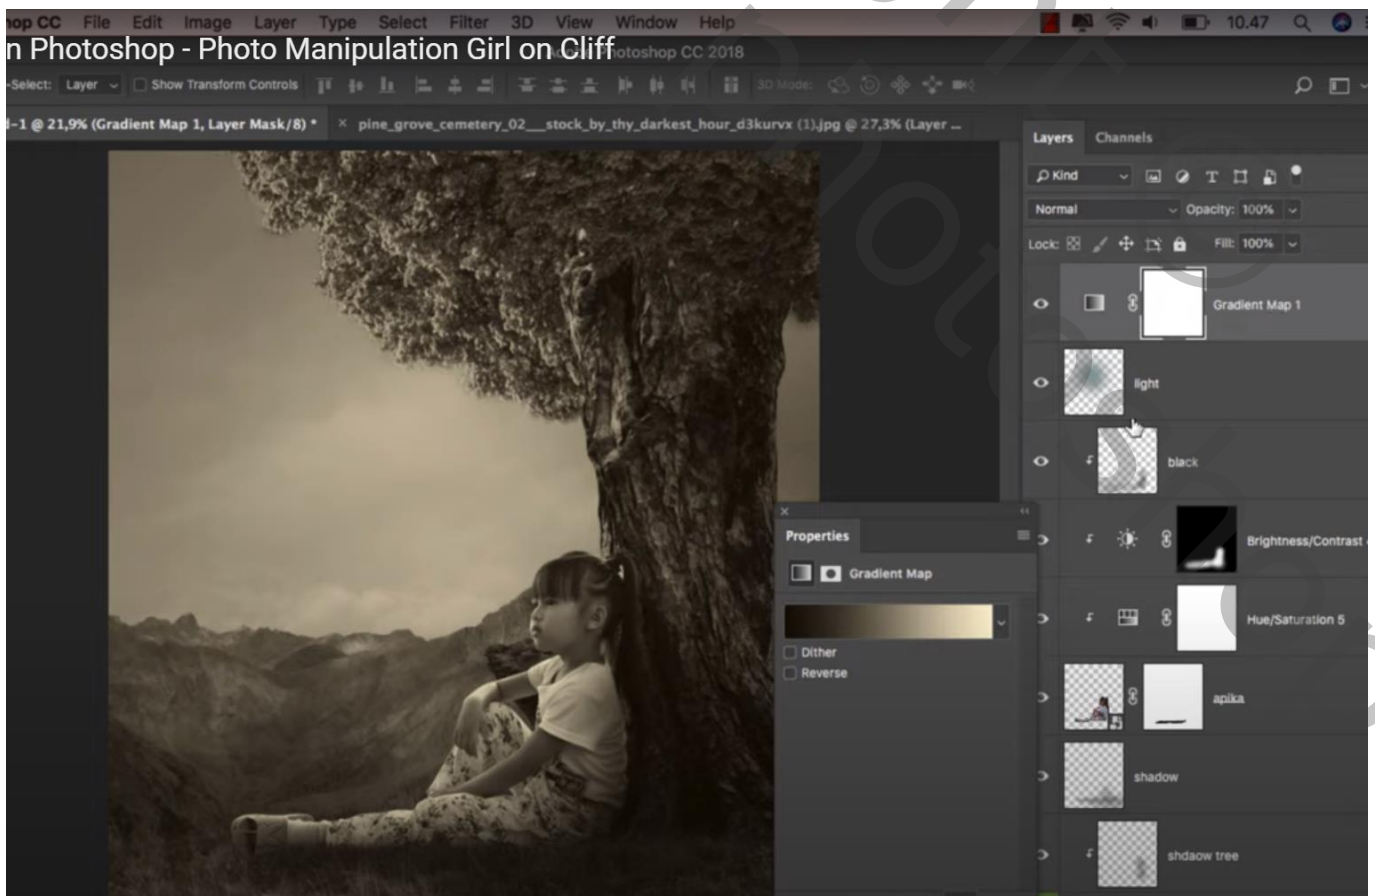 hop CC File Edit Image Layer Type Select Filter 3D View Window Help 10.47
n Photoshop - Photo Manipulation Girl on Cliff
Photoshop CC 2018
-Select: Layer Show Transform Controls 3D Mode:
d-1 @ 21,9% (Gradient Map 1, Layer Mask/8) * × pine_grove_cemetery_02__stock_by_thy_darkest_hour_d3kurvx (1).jpg @ 27,3% (Layer ...
Layers Channels
Kind
Normal Opacity: 100%
Lock: Fill: 100%
Gradient Map 1
light
black
Properties
Brightness/Contrast
Gradient Map
Hue/Saturation 5
Dither
Reverse
apika
shadow
shdaow tree